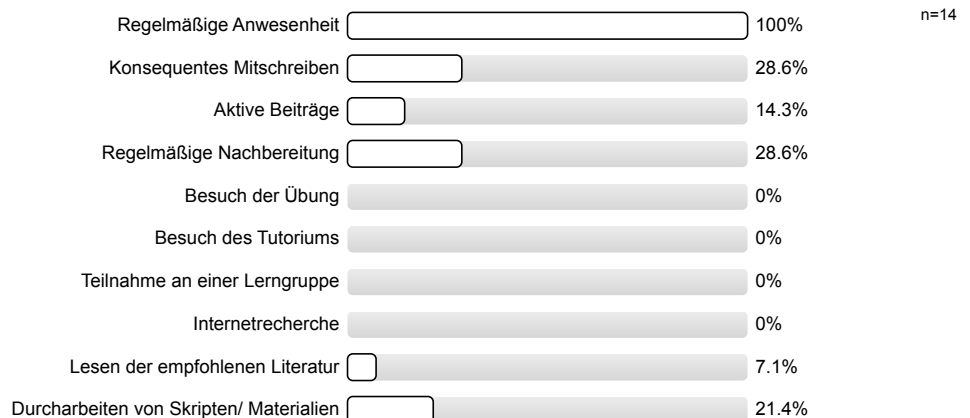 Regelmäßige Anwesenheit 100% n=14
Konsequentes Mitschreiben 28.6%
Aktive Beiträge 14.3%
Regelmäßige Nachbereitung 28.6%
Besuch der Übung 0%
Besuch des Tutoriums 0%
Teilnahme an einer Lerngruppe 0%
Internetrecherche 0%
Lesen der empfohlenen Literatur 7.1%
Durcharbeiten von Skripten/ Materialien 21.4%